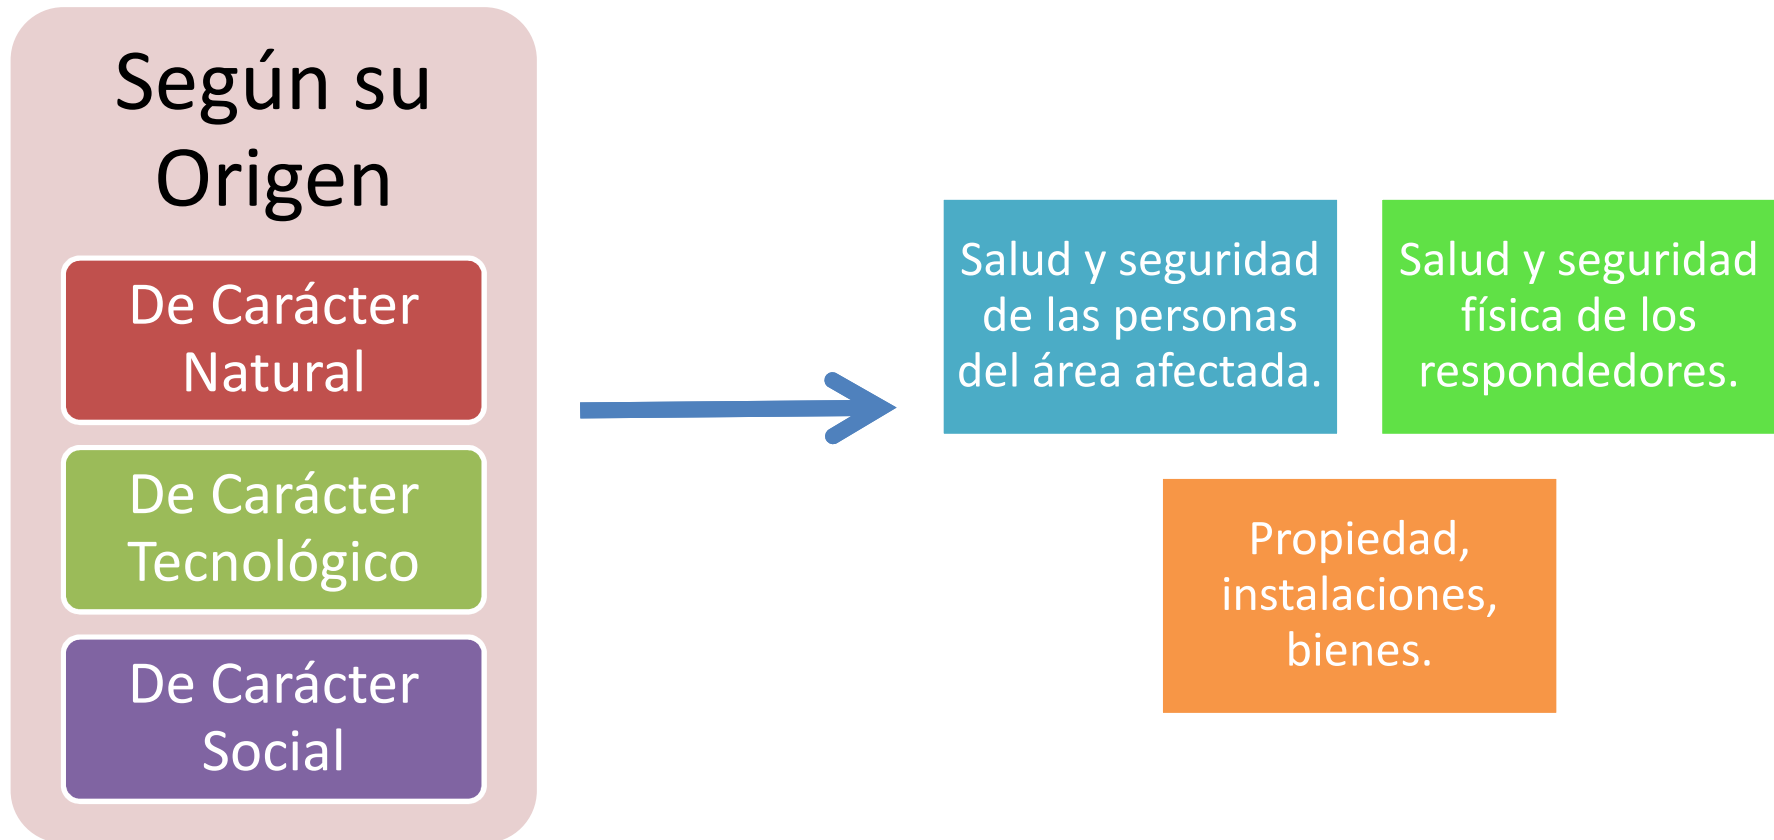 Según su
Origen
De Carácter
Natural
De Carácter
Tecnológico
De Carácter
Social
Salud y seguridad
de las personas
del área afectada.
Salud y seguridad
física de los
respondedores.
Propiedad,
instalaciones,
bienes.